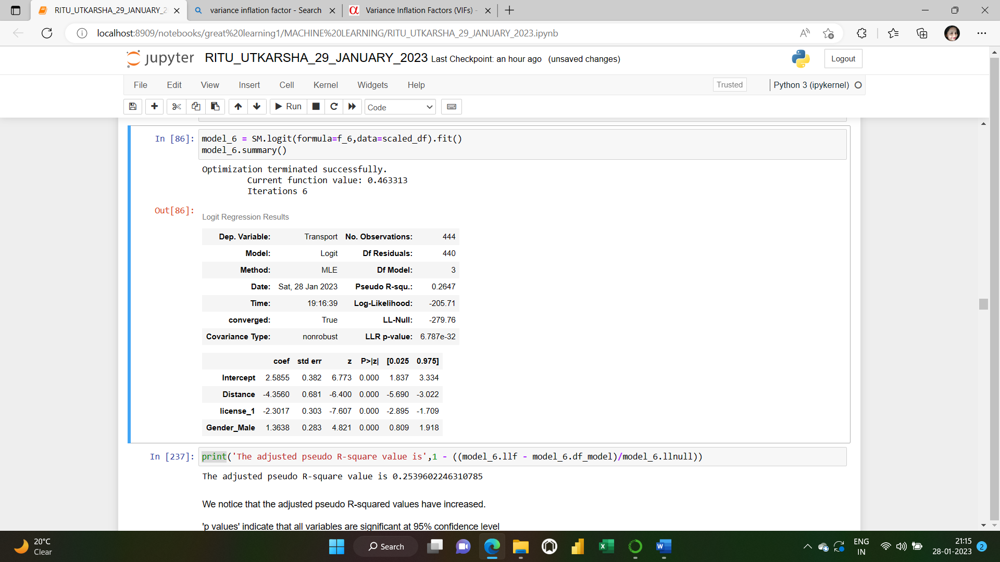 RITU_UTKARSHA_29_JANUARY_2
variance inflation factor - Search
Variance Inflation Factors (VIFs) -
localhost:8909/notebooks/great%20learning1/MACHINE%20LEARNING/RITU_UTKARSHA_29_JANUARY_2023.ipynb
jupyter RITU_UTKARSHA_29_JANUARY_2023 Last Checkpoint: an hour ago (unsaved changes)
Logout
File Edit View Insert Cell Kernel Widgets Help
Trusted
Python 3 (ipykernel)
Run
Code
In [86]: model_6 = SM.logit(formula=f_6,data=scaled_df).fit()
model_6.summary()
Optimization terminated successfully.
Current function value: 0.463313
Iterations 6
Out[86]:
Logit Regression Results
Dep. Variable: Transport No. Observations: 444
Model: Logit Df Residuals: 440
Method: MLE Df Model: 3
Date: Sat, 28 Jan 2023 Pseudo R-squ.: 0.2647
Time: 19:16:39 Log-Likelihood: -205.71
converged: True LL-Null: -279.76
Covariance Type: nonrobust LLR p-value: 6.787e-32
coef std err z P>|z| [0.025 0.975]
Intercept 2.5855 0.382 6.773 0.000 1.837 3.334
Distance -4.3560 0.681 -6.400 0.000 -5.690 -3.022
license_1 -2.3017 0.303 -7.607 0.000 -2.895 -1.709
Gender_Male 1.3638 0.283 4.821 0.000 0.809 1.918
In [237]: print('The adjusted pseudo R-square value is',1 - ((model_6.llf - model_6.df_model)/model_6.llnull))
The adjusted pseudo R-square value is 0.2539602246310785
We notice that the adjusted pseudo R-squared values have increased.
'p values' indicate that all variables are significant at 95% confidence level
20°C
Clear
Search
ENG
IN
21:15
28-01-2023
2